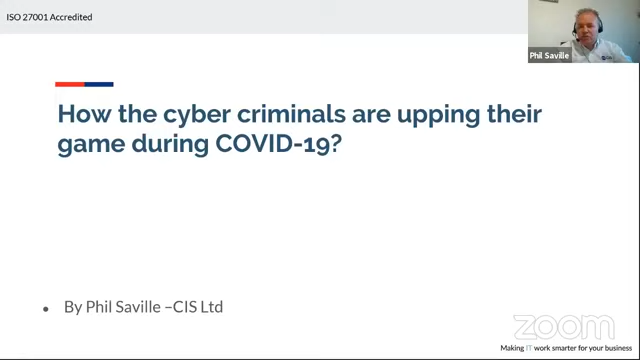 ISO 27001 Accredited
Phil Saville
How the cyber criminals are upping their
game during COVID-19?
• By Phil Saville –CIS Ltd
zoom
Making IT work smarter for your business